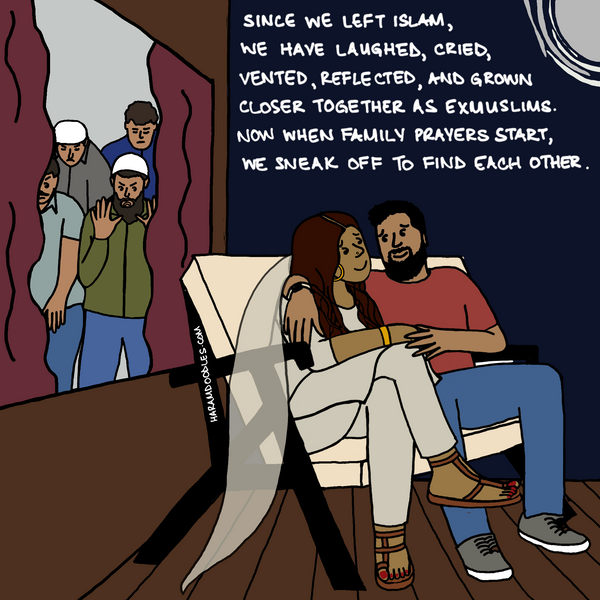 SINCE WE LEFT ISLAM,
WE HAVE LAUGHED, CRIED,
VENTED, REFLECTED, AND GROWN
CLOSER TOGETHER AS EXMUSLIMS.
NOW WHEN FAMILY PRAYERS START,
WE SNEAK OFF TO FIND EACH OTHER.
HARAMDOODLES.COM